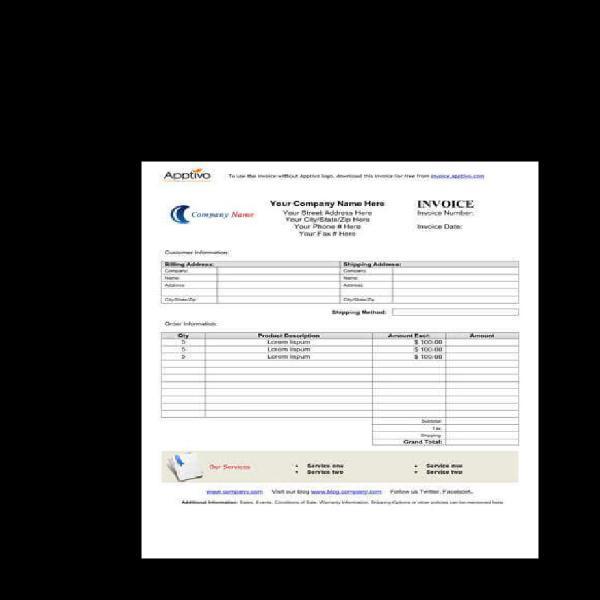 Apptivo
To use the invoice without Apptivo logo, download this invoice for free from invoice.apptivo.com
Company Name
Your Company Name Here
Your Street Address Here
Your City/State/Zip Here
Your Phone # Here
Your Fax # Here
INVOICE
Invoice Number:
Invoice Date:
Customer Information:
Billing Address: Shipping Address:
Company: Company:
Name: Name:
Address: Address:
City/State/Zip City/State/Zip
Shipping Method:
Order Information:
Qty Product Description Amount Each Amount
5 Lorem Ispum $ 100.00
5 Lorem Ispum $ 100.00
5 Lorem Ispum $ 100.00
Subtotal:
Tax:
Shipping:
Grand Total:
Our Services
• Service one • Service one
• Service two • Service two
www.company.com Visit our blog www.blog.company.com Follow us Twitter, Facebook.
Additional Information: Sales, Events, Conditions of Sale, Warranty Information, Shipping Options or other policies can be mentioned here.